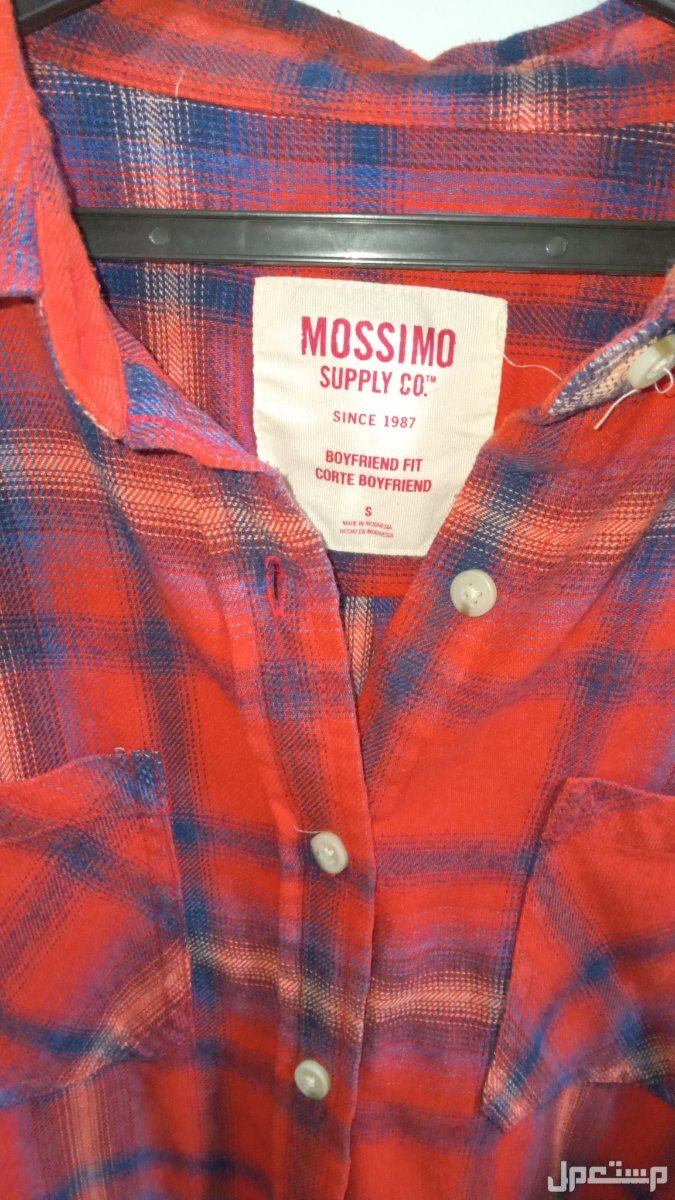 MOSSIMO
SUPPLY CO.™
SINCE 1987
BOYFRIEND FIT
CORTE BOYFRIEND
S
MADE IN INDONESIA
HECHO EN INDONESIA
مستعمل